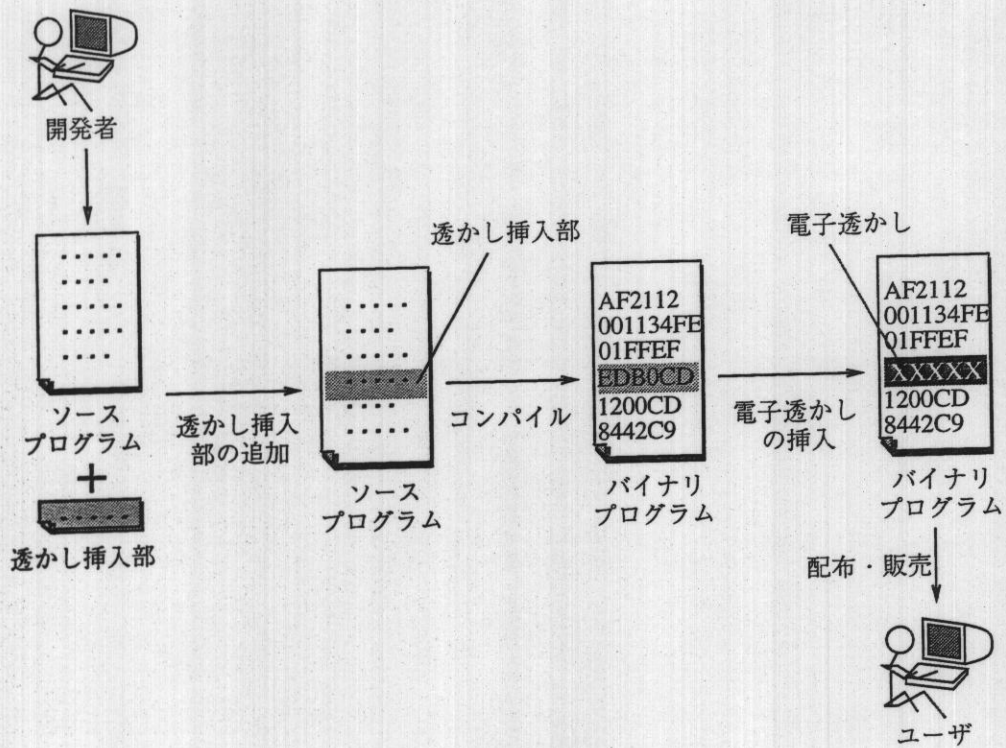 開発者
ソース
プログラム
+
透かし挿入部
透かし挿入
部の追加
透かし挿入部
ソース
プログラム
コンパイル
AF2112
001134FE
01FFEF
EDB0CD
1200CD
8442C9
バイナリ
プログラム
電子透かし
の挿入
電子透かし
AF2112
001134FE
01FFEF
XXXXX
1200CD
8442C9
バイナリ
プログラム
配布・販売
ユーザ